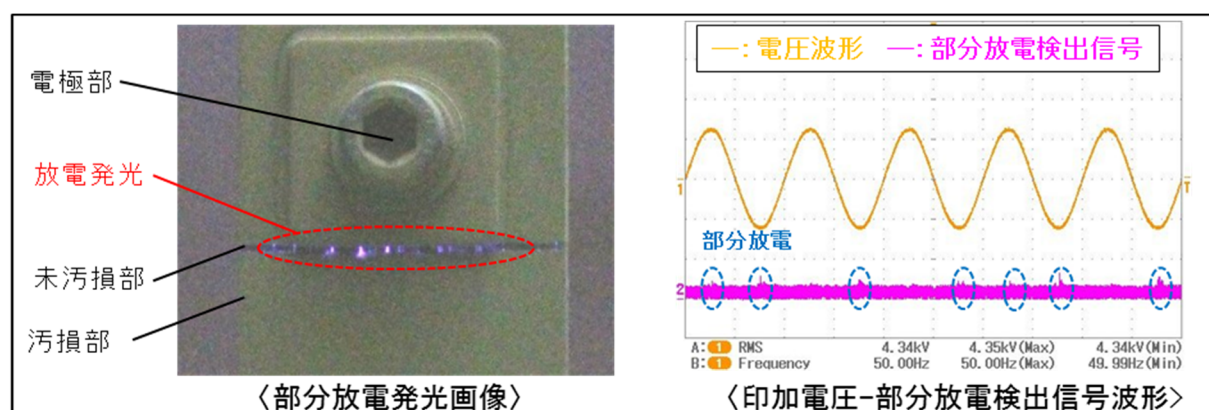 電極部
放電発光
未汚損部
汚損部
〈部分放電発光画像〉
—:電圧波形 —:部分放電検出信号
1
T
部分放電
2
A: 1 RMS 4.34kV 4.35kV(Max) 4.34kV(Min)
B: 1 Frequency 50.00Hz 50.00Hz(Max) 49.99Hz(Min)
〈印加電圧-部分放電検出信号波形〉